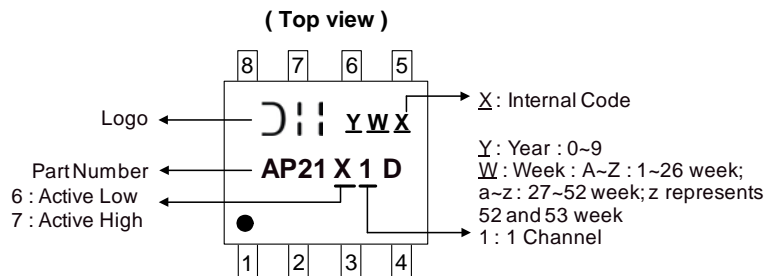 ( Top view )
8 7 6 5
Logo
Y W X
X : Internal Code
Part Number
AP21 X 1 D
6 : Active Low
7 : Active High
Y : Year : 0~9
W : Week : A~Z : 1~26 week;
a~z : 27~52 week; z represents
52 and 53 week
1 : 1 Channel
1 2 3 4